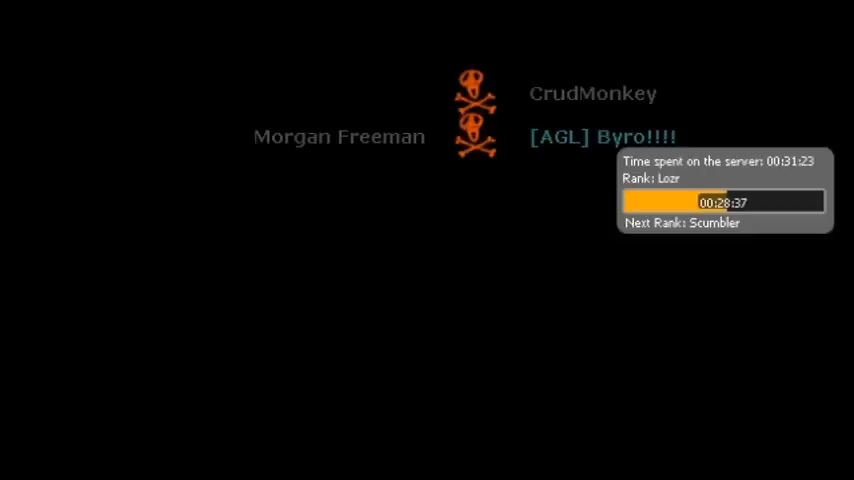 CrudMonkey
Morgan Freeman [AGL] Byro!!!!
Time spent on the server: 00:31:23
Rank: Lozr
00:28:37
Next Rank: Scumbler